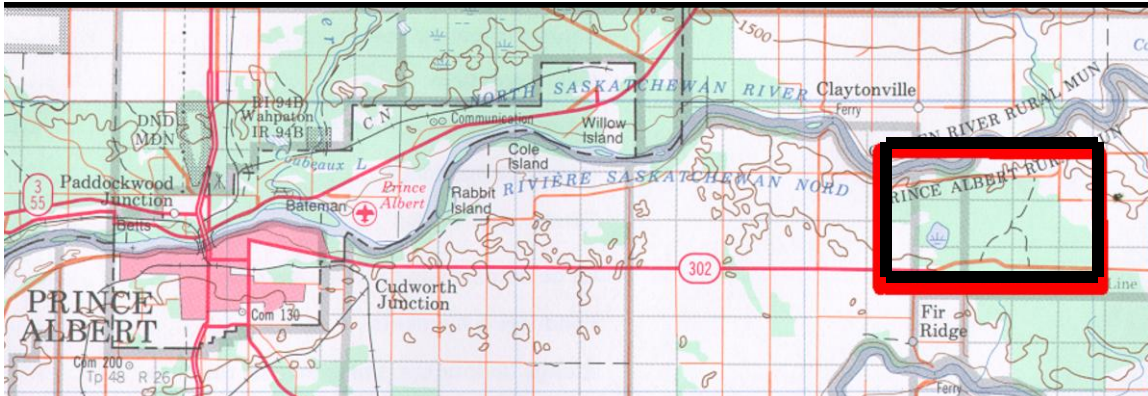 1500
NORTH SASKATCHEWAN RIVER
Claytonville
Ferry
RI 94B
Wahpaton
IR 94B
DND
MDN
C N
Communication
Willow
Island
Cole
Island
EN RIVER RURAL MUN
PRINCE ALBERT RURAL MUN
3
55
Paddockwood
Junction
Betts
Bateman
Prince
Albert
Rabbit
Island
RIVIÈRE SASKATCHEWAN NORD
302
Cudworth
Junction
PRINCE
ALBERT
Com 130
Com 200
Tp 48 R 26
Fir
Ridge
Line
Ferry